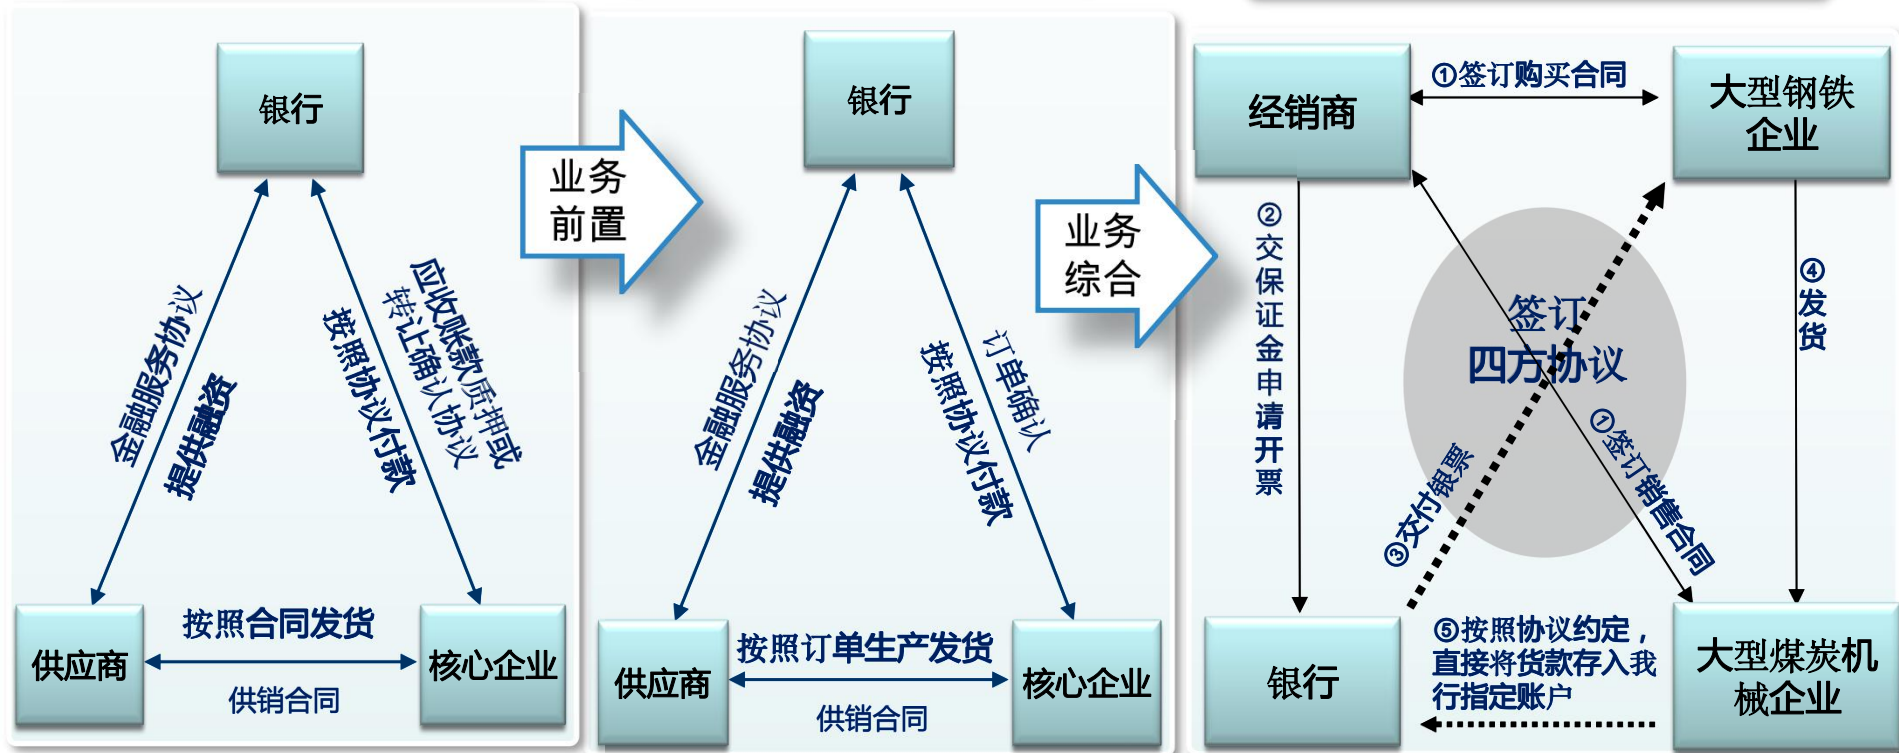 银行
金融服务协议
提供融资
应收账款质押或
转让确认协议
按照协议付款
供应商
按照合同发货
供销合同
核心企业
业务
前置
银行
金融服务协议
提供融资
订单确认
按照协议付款
供应商
按照订单生产发货
供销合同
核心企业
业务
综合
经销商
①签订购买合同
大型钢铁
企业
②
交
保
证
金
申
请
开
票
签订
四方协议
④
发
货
①签订销售合同
③交付银票
银行
⑤按照协议约定，
直接将货款存入我
行指定账户
大型煤炭机
械企业